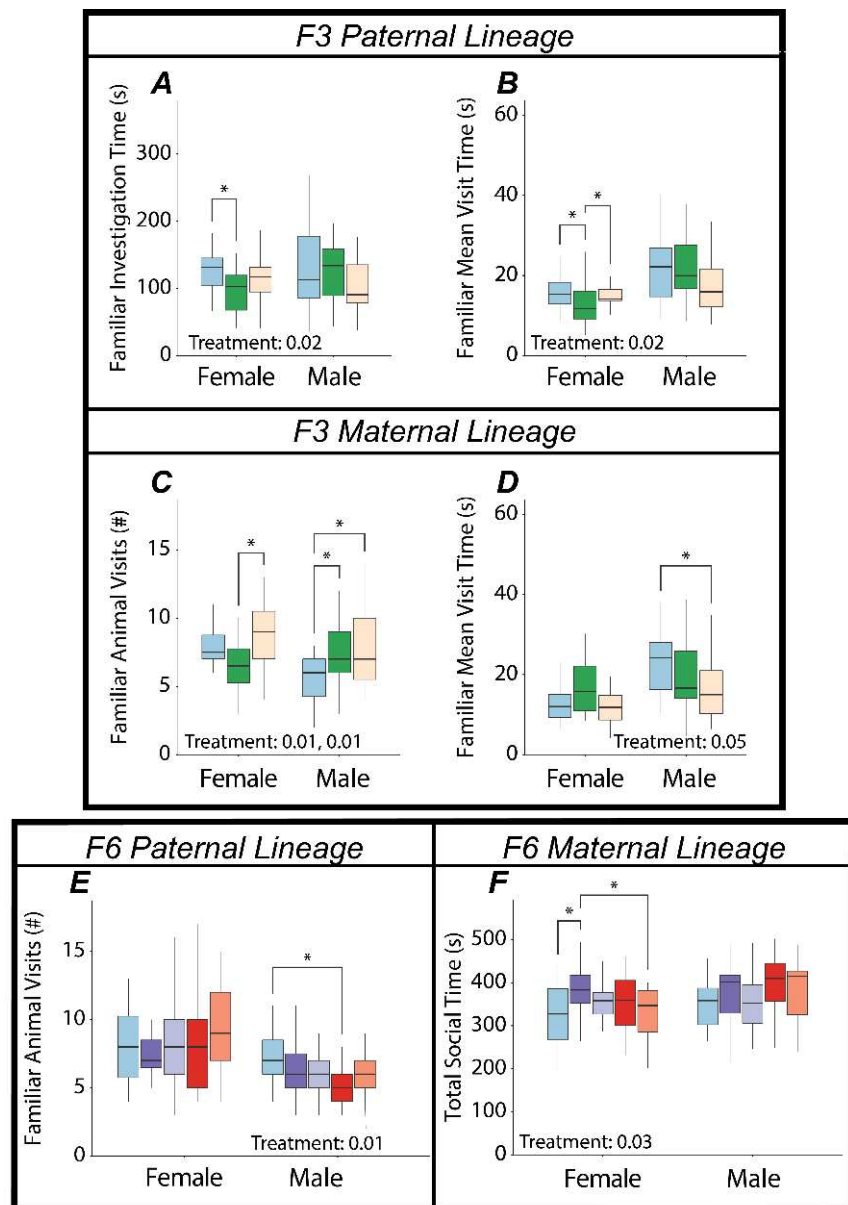 F3 Paternal Lineage
A
B
Familiar Investigation Time (s)
300
200
100
0
*
Treatment: 0.02
Female
Male
Familiar Mean Visit Time (s)
60
40
20
0
*
*
Treatment: 0.02
Female
Male
F3 Maternal Lineage
C
D
Familiar Animal Visits (#)
15
10
5
0
*
*
*
Treatment: 0.01, 0.01
Female
Male
Familiar Mean Visit Time (s)
60
40
20
0
*
Treatment: 0.05
Female
Male
F6 Paternal Lineage
E
Familiar Animal Visits (#)
15
10
5
0
*
Treatment: 0.01
Female
Male
F6 Maternal Lineage
F
Total Social Time (s)
500
400
300
200
100
0
*
*
Treatment: 0.03
Female
Male